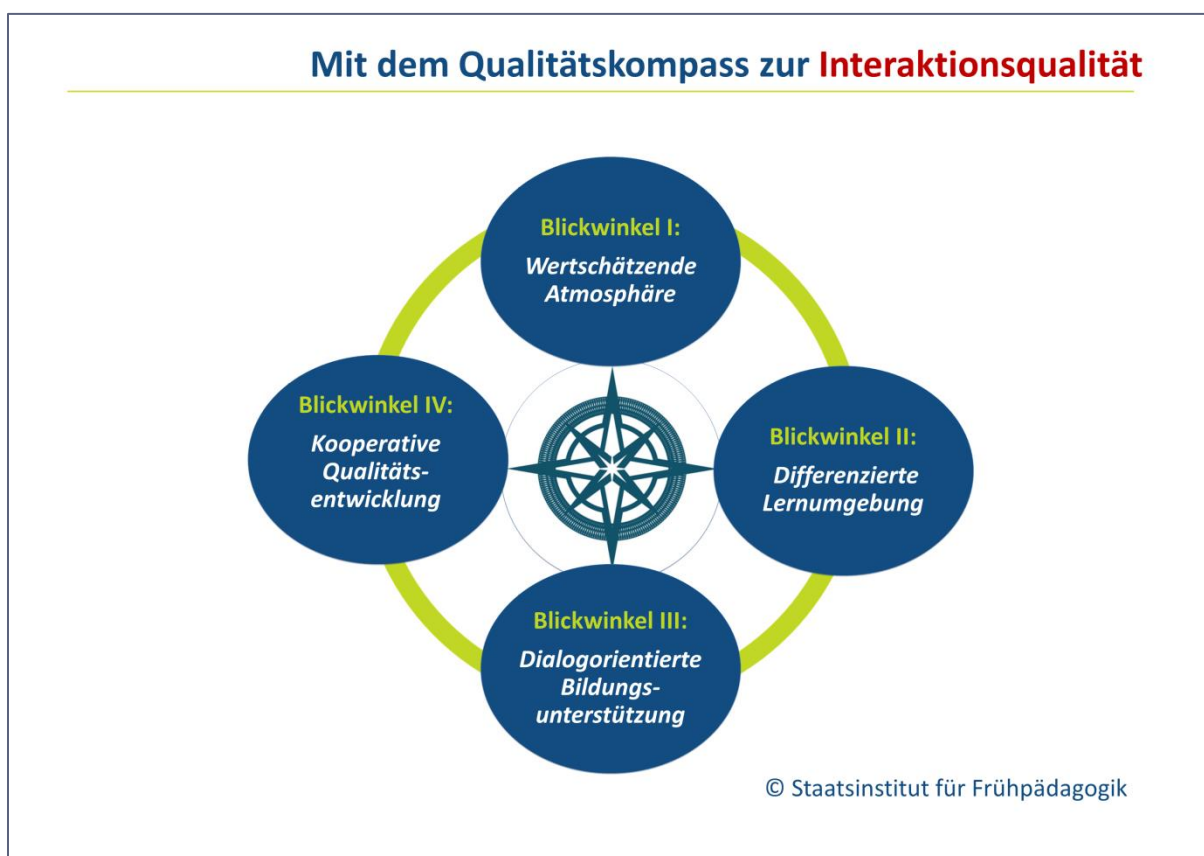 Mit dem Qualitätskompass zur Interaktionsqualität
Blickwinkel I:
Wertschätzende
Atmosphäre
Blickwinkel IV:
Kooperative
Qualitäts-
entwicklung
Blickwinkel II:
Differenzierte
Lernumgebung
Blickwinkel III:
Dialogorientierte
Bildungs-
unterstützung
© Staatsinstitut für Frühpädagogik